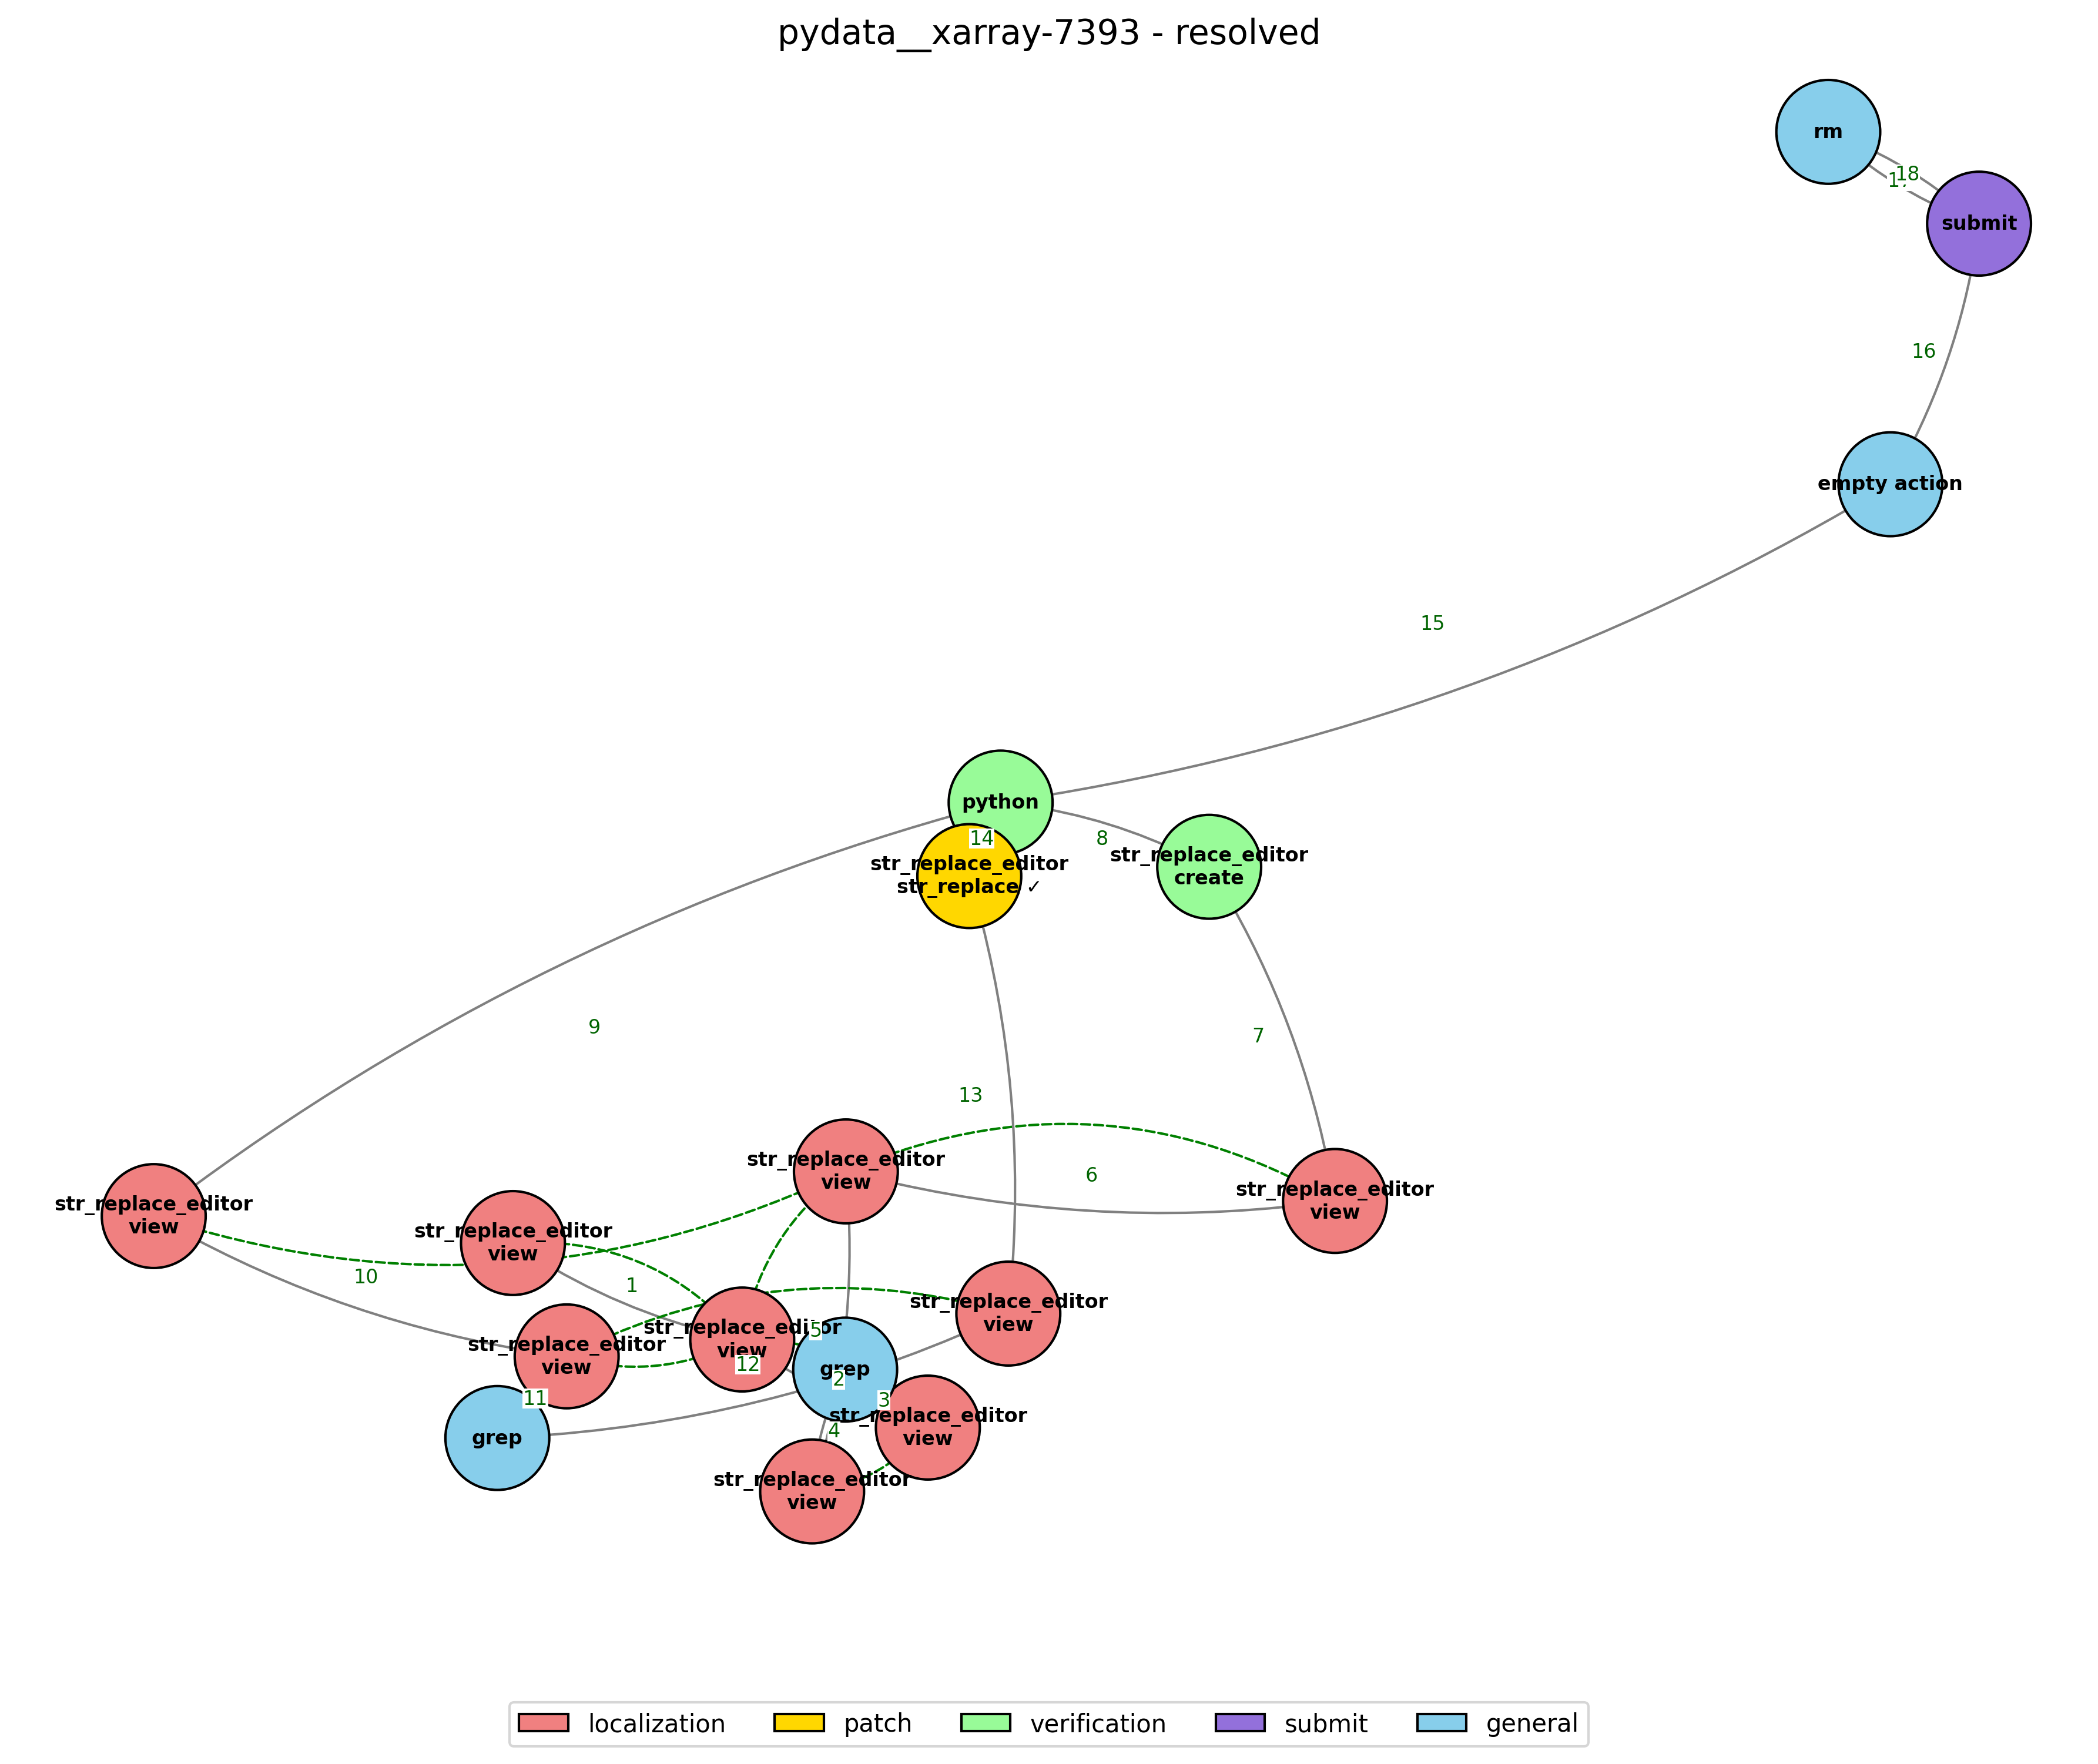 pydata__xarray-7393 - resolved
rm
18
submit
16
empty action
15
python
14
8
str_replace_editor
create
str_replace_editor
str_replace ✓
9
7
13
str_replace_editor
view
6
str_replace_editor
view
str_replace_editor
view
str_replace_editor
view
10
1
str_replace_editor
view
str_replace_editor
view
5
str_replace_editor
view
12
grep
2
11
3
str_replace_editor
view
4
grep
str_replace_editor
view
localization
patch
verification
submit
general